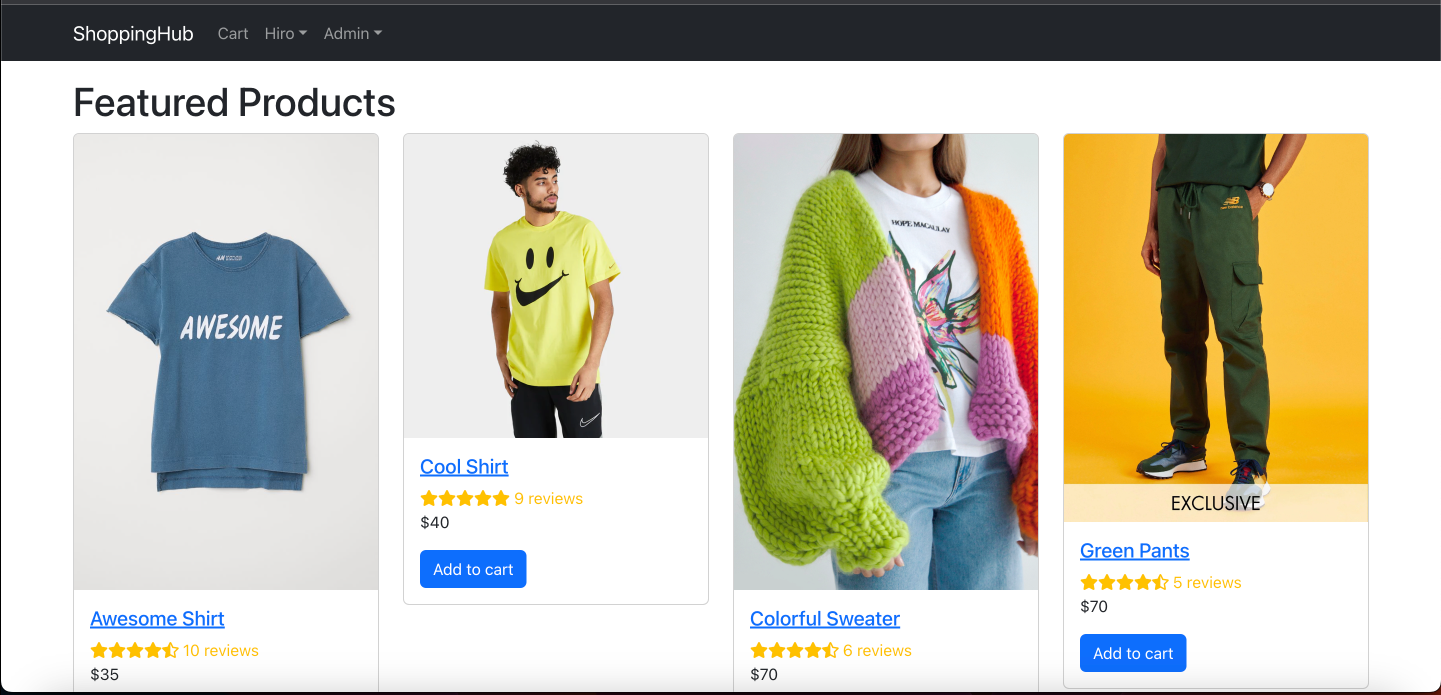 ShoppingHub Cart Hiro Admin
Featured Products
AWESOME
Awesome Shirt
10 reviews
$35
Cool Shirt
9 reviews
$40
Add to cart
HOPE MACAULAY
Colorful Sweater
6 reviews
$70
EXCLUSIVE
Green Pants
5 reviews
$70
Add to cart